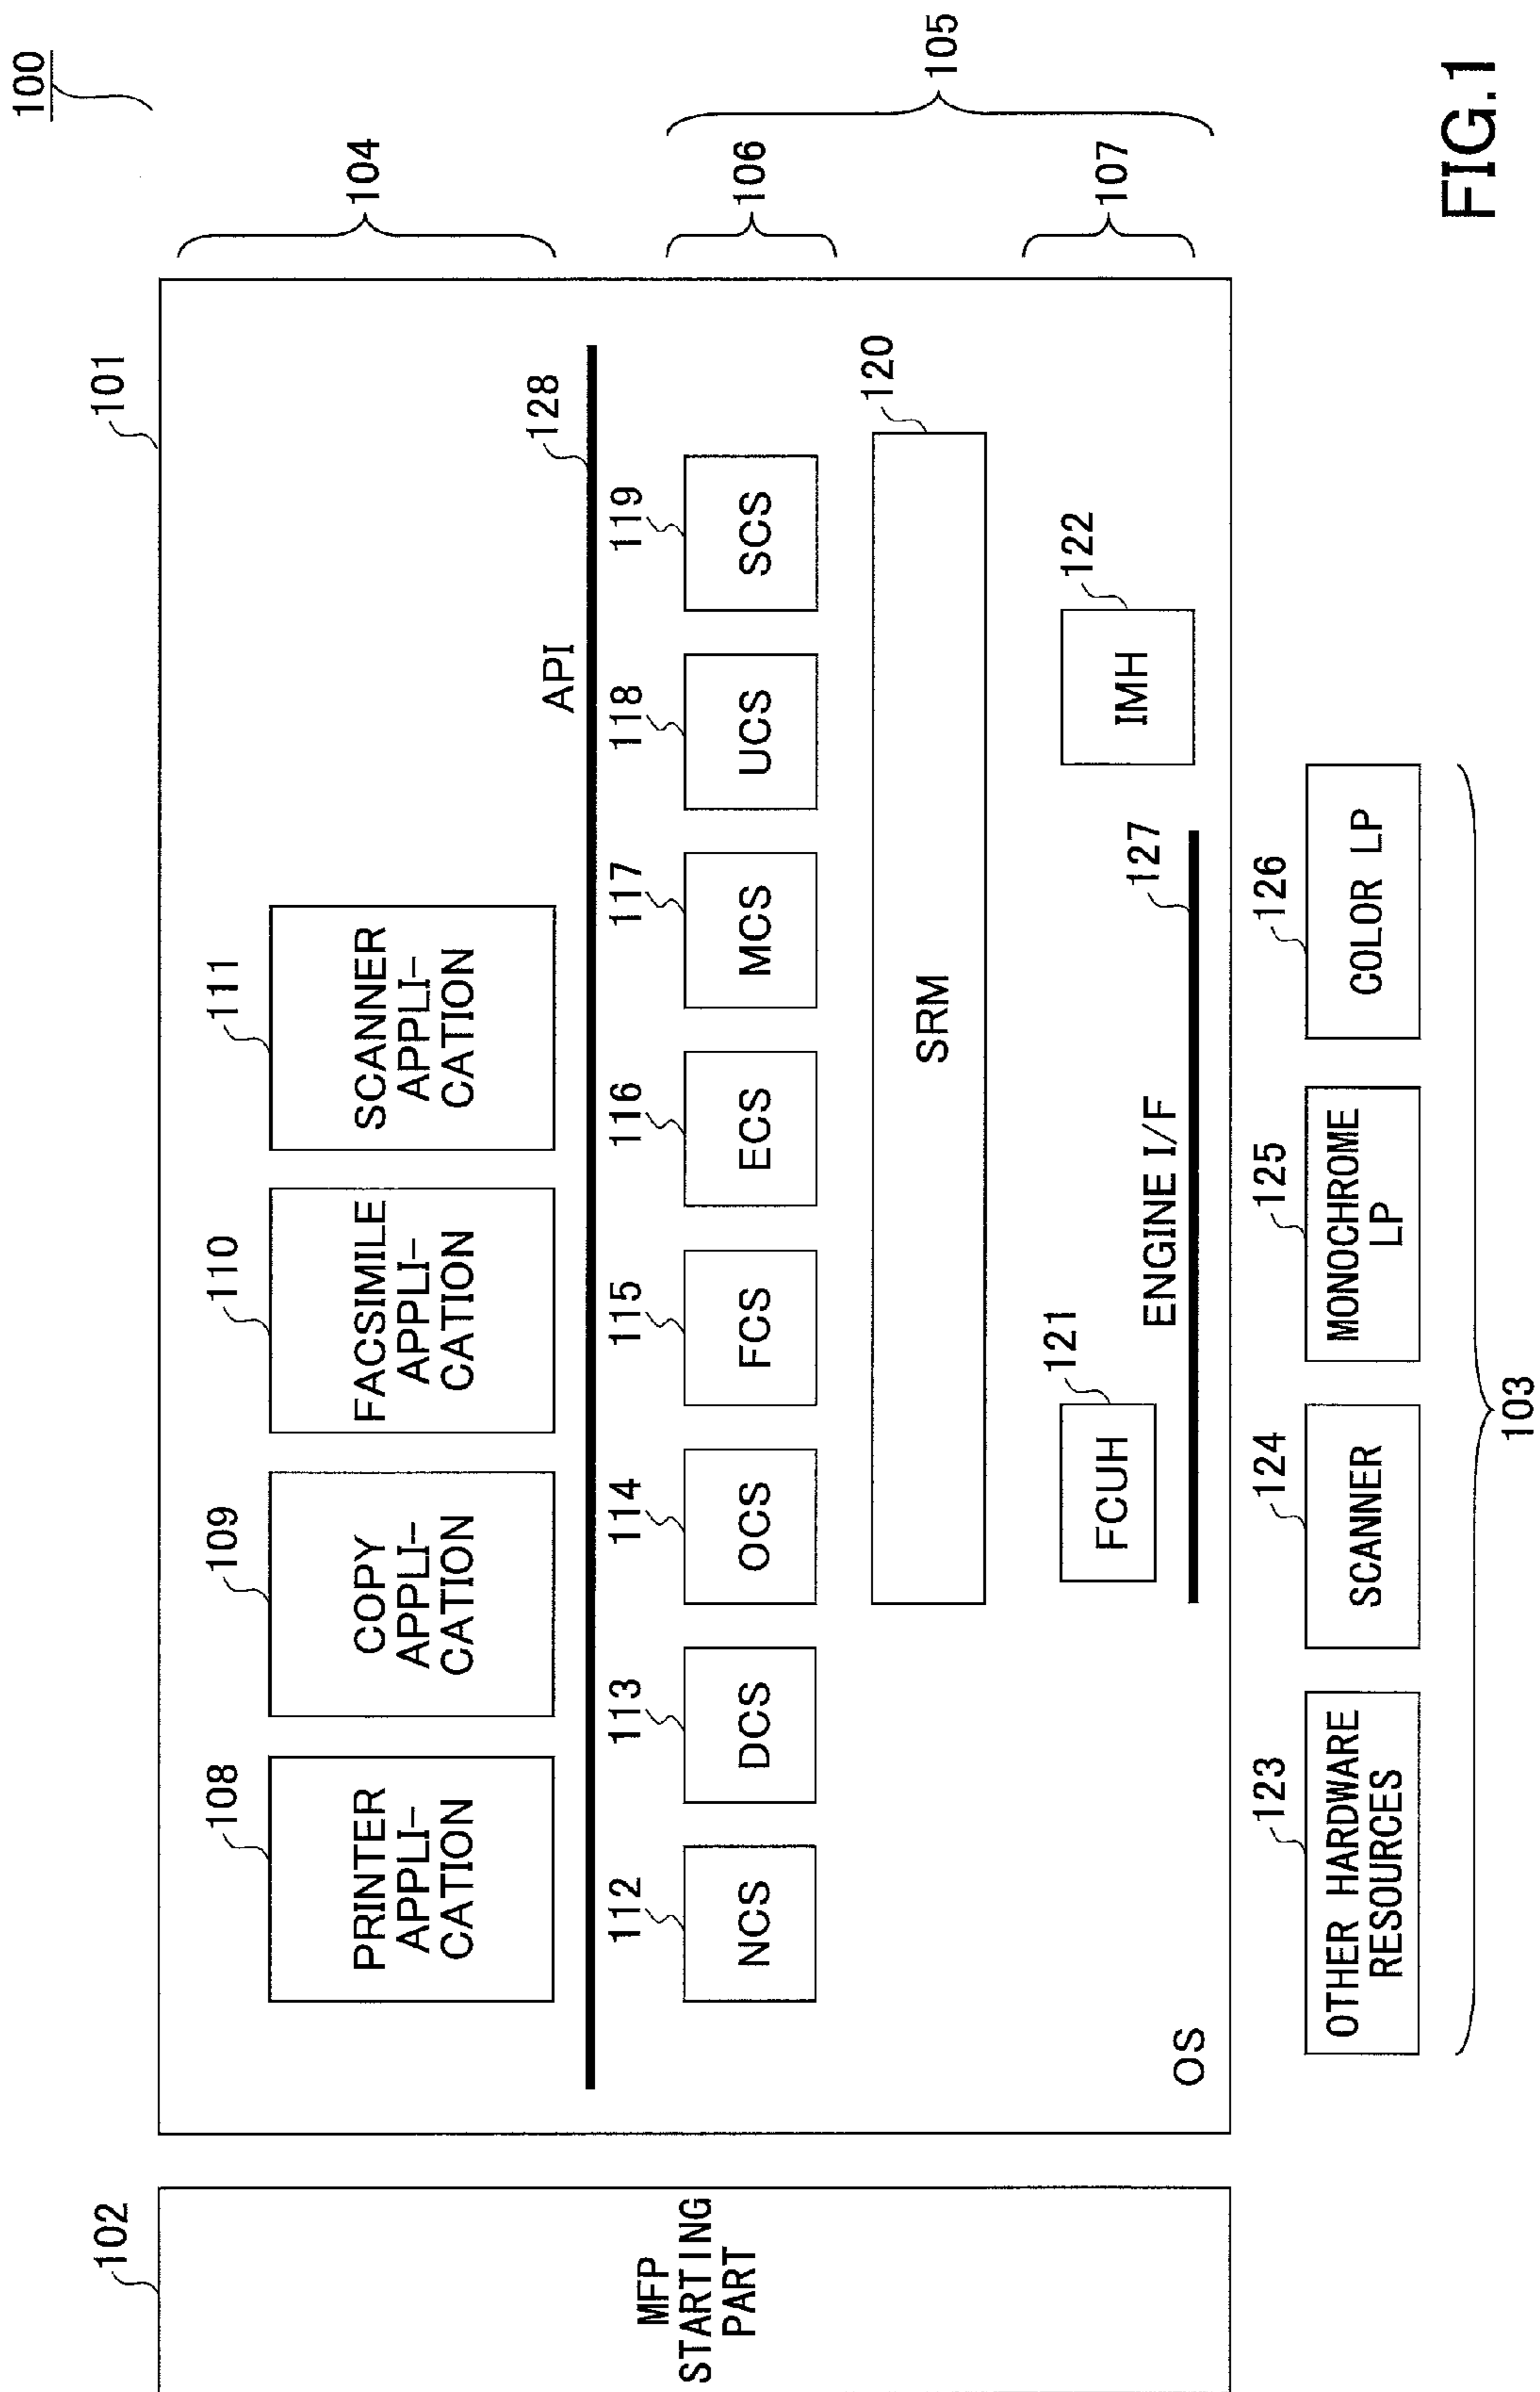 100
101
102
MFP
STARTING
PART
104
108
PRINTER
APPLI-
CATION
109
COPY
APPLI-
CATION
110
FACSIMILE
APPLI-
CATION
111
SCANNER
APPLI-
CATION
API
128
105
106
112
NCS
113
DCS
114
OCS
115
FCS
116
ECS
117
MCS
118
UCS
119
SCS
120
SRM
107
121
FCUH
122
IMH
ENGINE I/F
127
OS
123
OTHER HARDWARE
RESOURCES
124
SCANNER
125
MONOCHROME
LP
126
COLOR LP
103
FIG.1